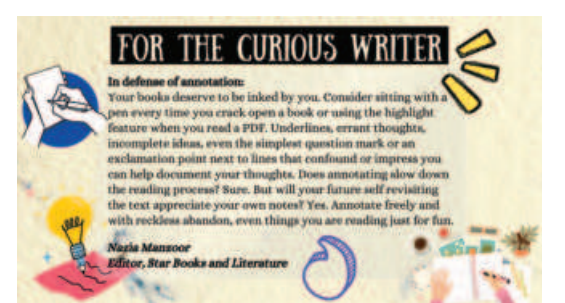 FOR THE CURIOUS WRITER
In defense of annotation:
Your books deserve to be inked by you. Consider sitting with a
pen every time you crack open a book or using the highlight
feature when you read a PDF. Underlines, errant thoughts,
incomplete ideas, even the simplest question mark or an
exclamation point next to lines that confound or impress you
can help document your thoughts. Does annotating slow down
the reading process? Sure. But will your future self revisiting
the text appreciate your own notes? Yes. Annotate freely and
with reckless abandon, even things you are reading just for fun.
Nazia Manzoor
Editor, Star Books and Literature